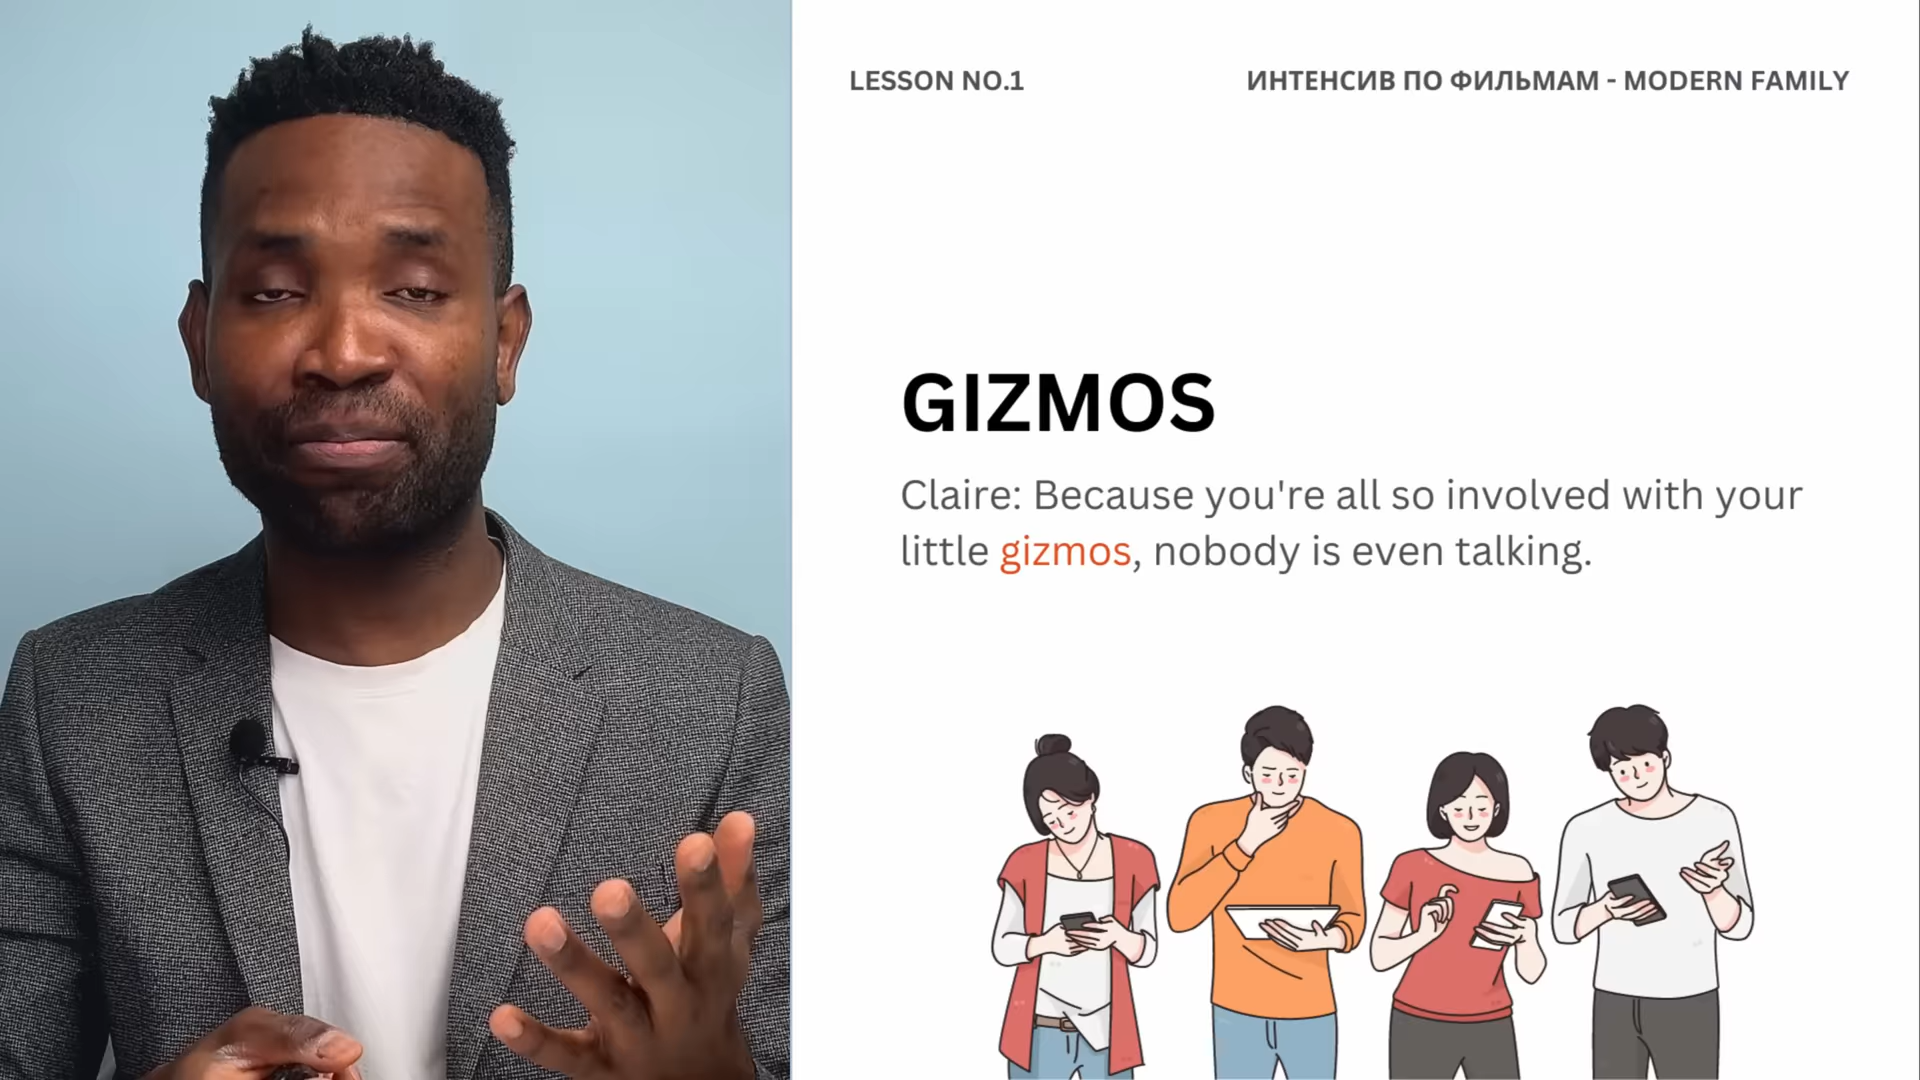 LESSON NO.1
ИНТЕНСИВ ПО ФИЛЬМАМ - MODERN FAMILY
GIZMOS
Claire: Because you're all so involved with your
little gizmos, nobody is even talking.